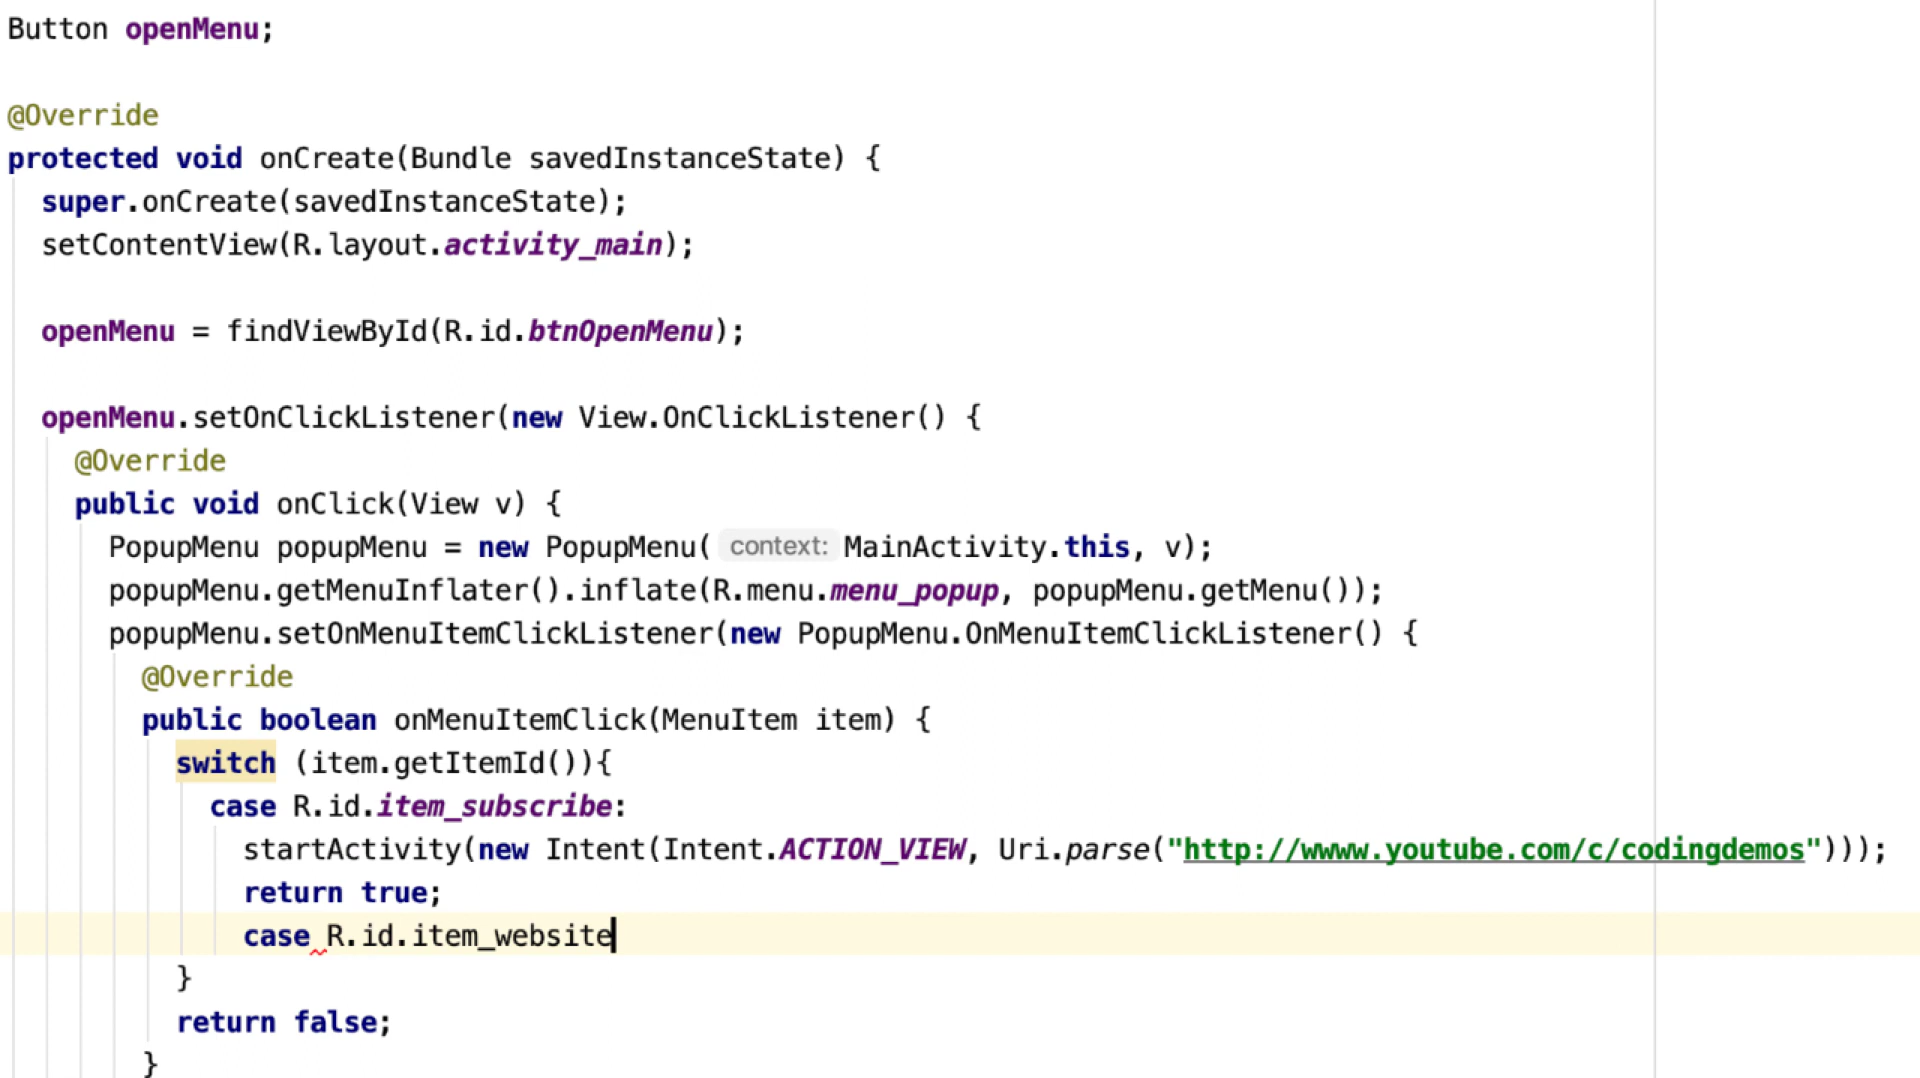 Button openMenu;
@Override
protected void onCreate(Bundle savedInstanceState) {
super.onCreate(savedInstanceState);
setContentView(R.layout.activity_main);
openMenu = findViewById(R.id.btnOpenMenu);
openMenu.setOnClickListener(new View.OnClickListener() {
@Override
public void onClick(View v) {
PopupMenu popupMenu = new PopupMenu( context: MainActivity.this, v);
popupMenu.getMenuInflater().inflate(R.menu.menu_popup, popupMenu.getMenu());
popupMenu.setOnMenuItemClickListener(new PopupMenu.OnMenuItemClickListener() {
@Override
public boolean onMenuItemClick(MenuItem item) {
switch (item.getItemId()){
case R.id.item_subscribe:
startActivity(new Intent(Intent.ACTION_VIEW, Uri.parse("http://wwww.youtube.com/c/codingdemos")));
return true;
case R.id.item_website
}
return false;
}